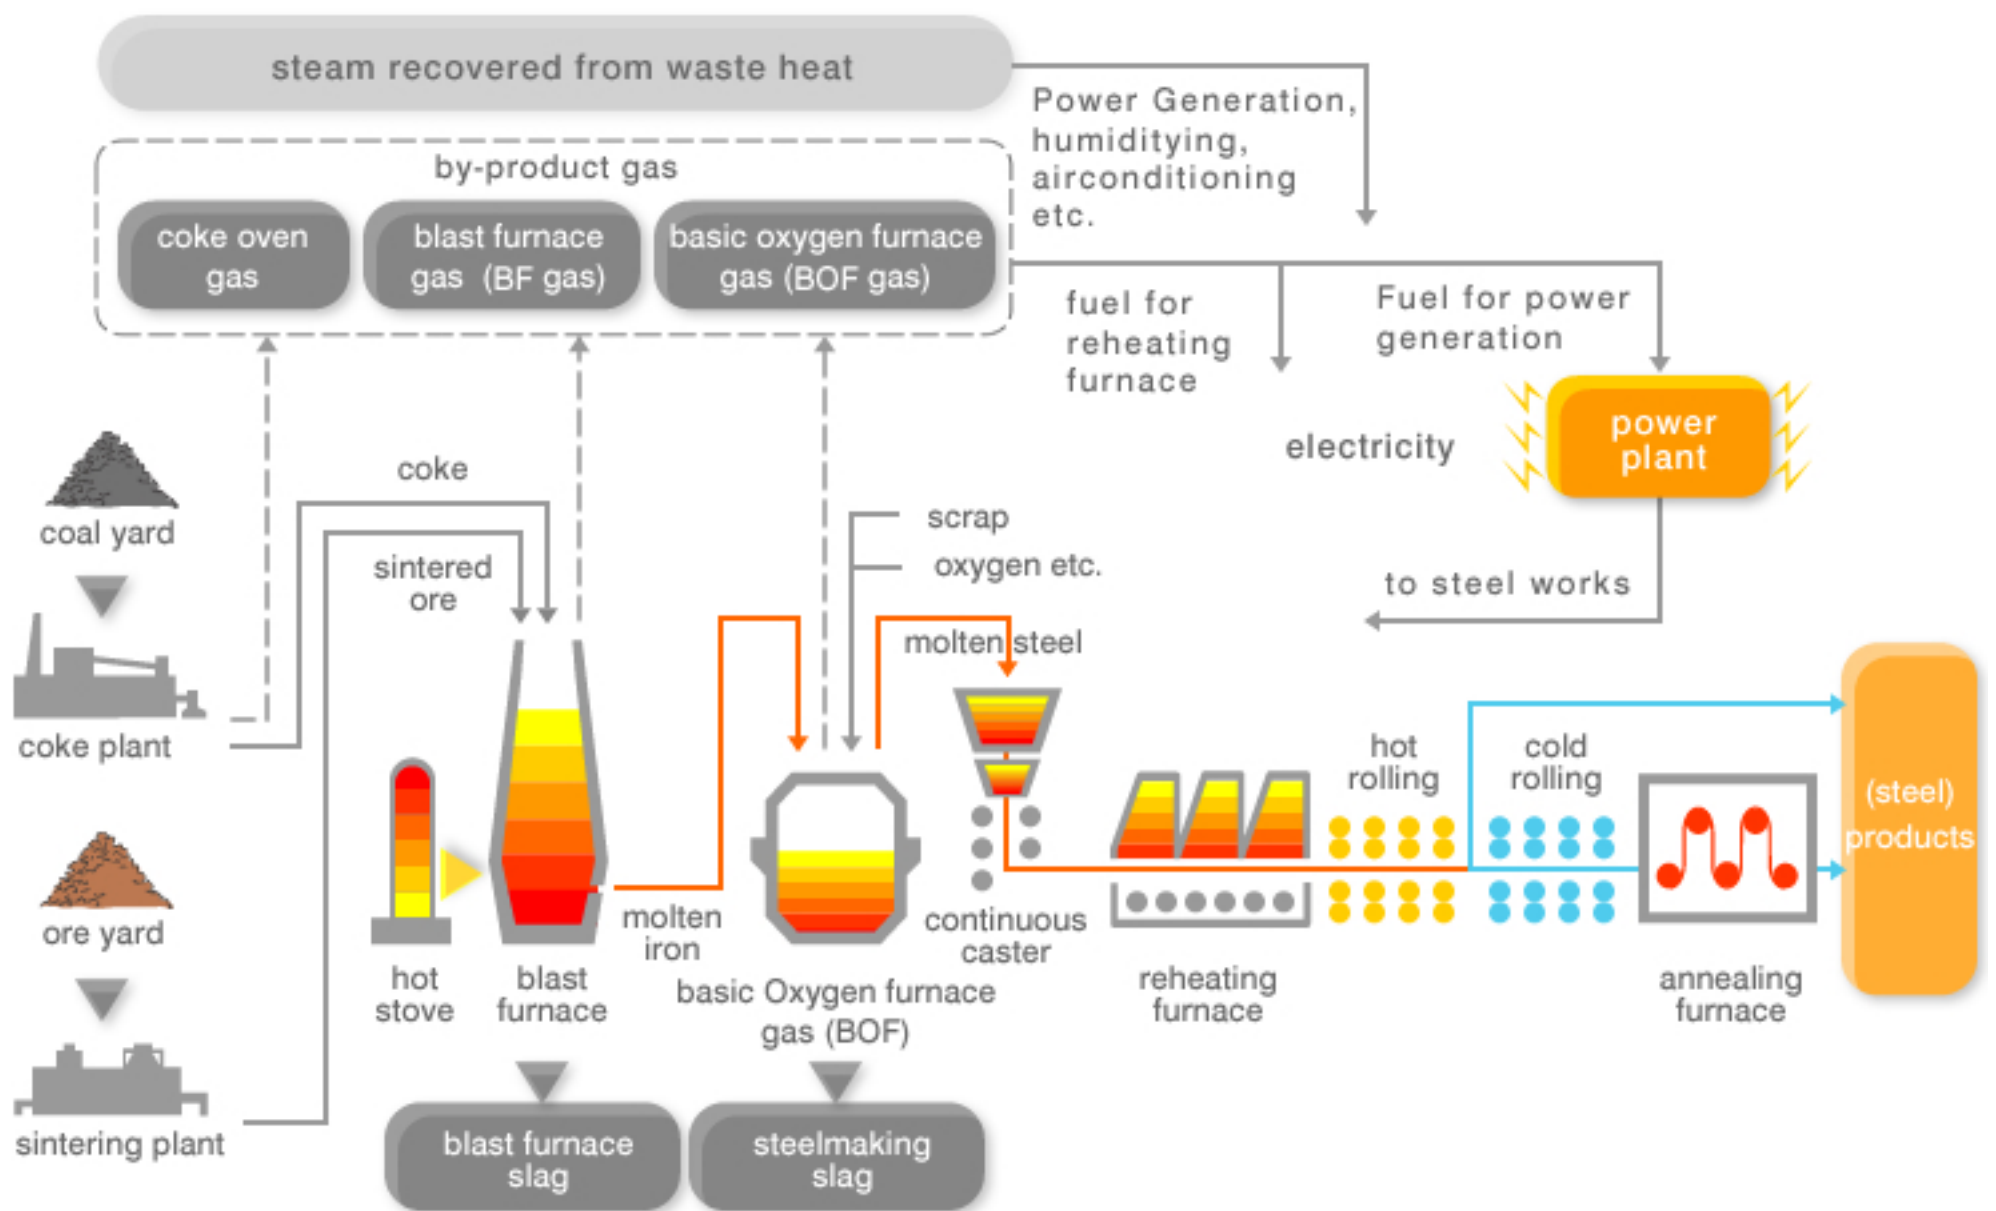 steam recovered from waste heat
Power Generation,
humiditying,
airconditioning
etc.
by-product gas
coke oven
gas
blast furnace
gas (BF gas)
basic oxygen furnace
gas (BOF gas)
fuel for
reheating
furnace
Fuel for power
generation
electricity
power
plant
to steel works
coal yard
coke
sintered
ore
scrap
oxygen etc.
molten steel
coke plant
ore yard
sintering plant
hot
stove
blast
furnace
molten
iron
basic Oxygen furnace
gas (BOF)
continuous
caster
reheating
furnace
hot
rolling
cold
rolling
annealing
furnace
(steel)
products
blast furnace
slag
steelmaking
slag